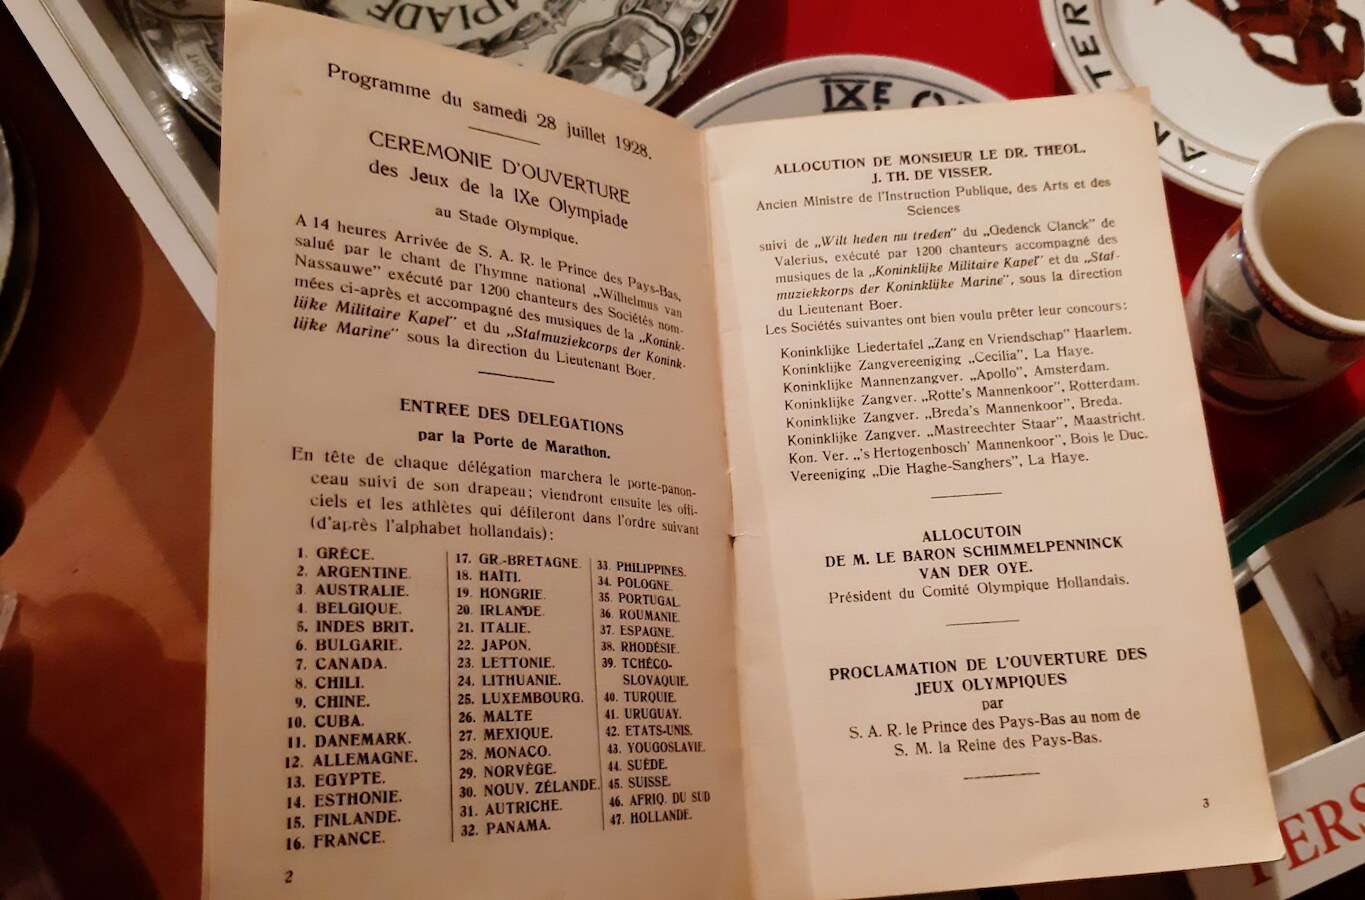 Programme du samedi 28 juillet 1928.
CEREMONIE D'OUVERTURE
des Jeux de la IXe Olympiade
au Stade Olympique.
A 14 heures Arrivée de S. A. R. le Prince des Pays-Bas,
salué par le chant de l'hymne national „Wilhelmus van
Nassauwe" exécuté par 1200 chanteurs des Sociétés nom-
mées ci-après et accompagné des musiques de la „Konink-
lijke Militaire Kapel" et du „Stafmuziekcorps der Konink-
lijke Marine" sous la direction du Lieutenant Boer.
ENTREE DES DELEGATIONS
par la Porte de Marathon.
En tête de chaque délégation marchera le porte-panon-
ceau suivi de son drapeau; viendront ensuite les offi-
ciels et les athlètes qui défileront dans l'ordre suivant
(d'après l'alphabet hollandais):
1. GRÈCE.
2. ARGENTINE.
3. AUSTRALIE.
4. BELGIQUE.
5. INDES BRIT.
6. BULGARIE.
7. CANADA.
8. CHILI.
9. CHINE.
10. CUBA.
11. DANEMARK.
12. ALLEMAGNE.
13. EGYPTE.
14. ESTHONIE.
15. FINLANDE.
16. FRANCE.
17. GR.-BRETAGNE.
18. HAÏTI.
19. HONGRIE.
20. IRLANDE.
21. ITALIE.
22. JAPON.
23. LETTONIE.
24. LITHUANIE.
25. LUXEMBOURG.
26. MALTE
27. MEXIQUE.
28. MONACO.
29. NORVÈGE.
30. NOUV. ZÉLANDE.
31. AUTRICHE.
32. PANAMA.
33. PHILIPPINES.
34. POLOGNE.
35. PORTUGAL.
36. ROUMANIE.
37. ESPAGNE.
38. RHODÉSIE.
39. TCHÉCO-
SLOVAQUIE.
40. TURQUIE.
41. URUGUAY.
42. ETATS-UNIS.
43. YOUGOSLAVIE.
44. SUÈDE.
45. SUISSE.
46. AFRIQ. DU SUD
47. HOLLANDE.
2
ALLOCUTION DE MONSIEUR LE DR. THEOL.
J. TH. DE VISSER.
Ancien Ministre de l'Instruction Publique, des Arts et des
Sciences
suivi de „Wilt heden nu treden" du „Gedenck Clanck" de
Valerius, exécuté par 1200 chanteurs accompagné des
musiques de la „Koninklijke Militaire Kapel" et du „Staf-
muziekkorps der Koninklijke Marine", sous la direction
du Lieutenant Boer.
Les Sociétés suivantes ont bien voulu prêter leur concours:
Koninklijke Liedertafel „Zang en Vriendschap" Haarlem.
Koninklijke Zangvereeniging „Cecilia", La Haye.
Koninklijke Mannenzangver. „Apollo", Amsterdam.
Koninklijke Zangver. „Rotte's Mannenkoor", Rotterdam.
Koninklijke Zangver. „Breda's Mannenkoor", Breda.
Koninklijke Zangver. „Mastreechter Staar", Maastricht.
Kon. Ver. „'s Hertogenbosch' Mannenkoor", Bois le Duc.
Vereeniging „Die Haghe-Sanghers", La Haye.
ALLOCUTOIN
DE M. LE BARON SCHIMMELPENNINCK
VAN DER OYE.
Président du Comité Olympique Hollandais.
PROCLAMATION DE L'OUVERTURE DES
JEUX OLYMPIQUES
par
S. A. R. le Prince des Pays-Bas au nom de
S. M. la Reine des Pays-Bas.
3
PIADE
IXE
TER
ERS